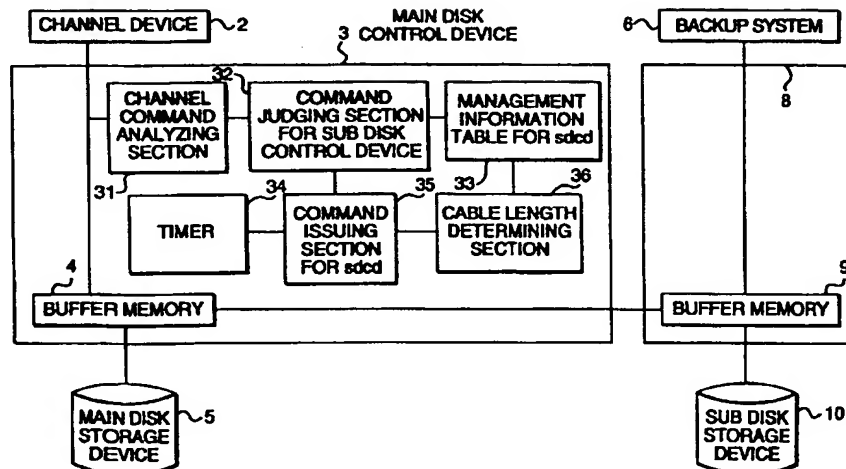 CHANNEL DEVICE
2
MAIN DISK
CONTROL DEVICE
3
6
BACKUP SYSTEM
8
32
CHANNEL
COMMAND
ANALYZING
SECTION
31
COMMAND
JUDGING SECTION
FOR SUB DISK
CONTROL DEVICE
MANAGEMENT
INFORMATION
TABLE FOR sdcd
33
34
TIMER
35
COMMAND
ISSUING
SECTION
FOR sdcd
36
CABLE LENGTH
DETERMINING
SECTION
4
BUFFER MEMORY
9
BUFFER MEMORY
MAIN DISK
STORAGE
DEVICE
5
SUB DISK
STORAGE
DEVICE
10